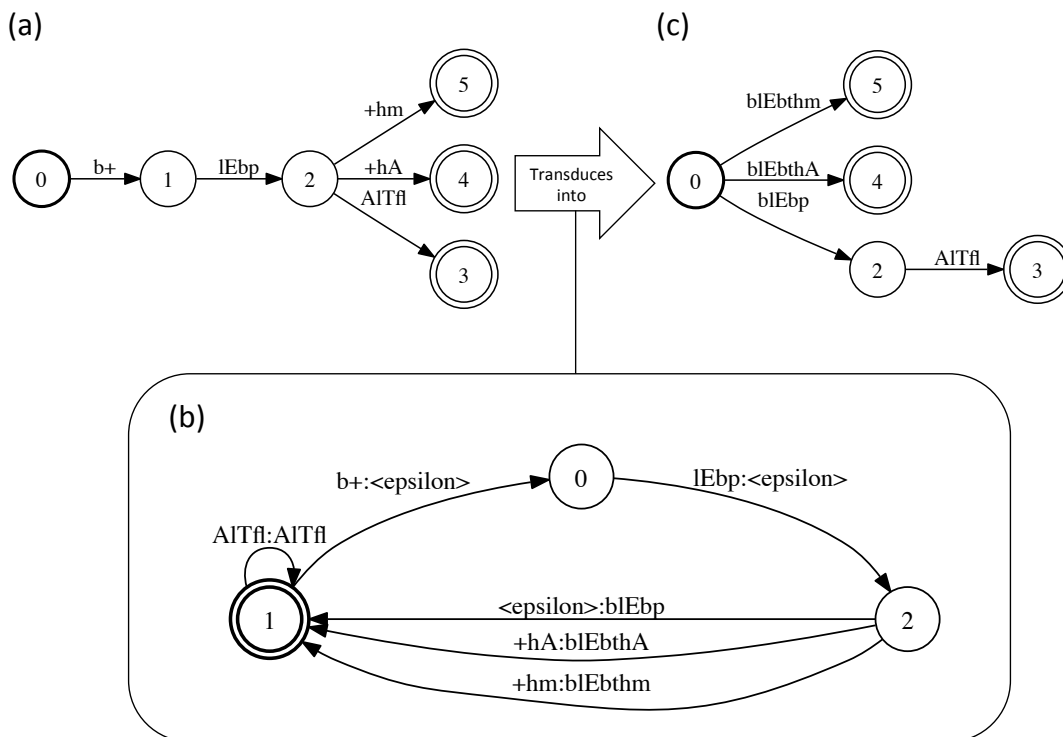 (a)
(c)
5
+hm
0
b+
1
lEbp
2
+hA
4
AlTfl
3
Transduces
into
5
blEbthm
0
blEbthA
4
blEbp
2
AlTfl
3
(b)
b+:<epsilon>
0
lEbp:<epsilon>
AlTfl:AlTfl
1
<epsilon>:blEbp
2
+hA:blEbthA
+hm:blEbthm